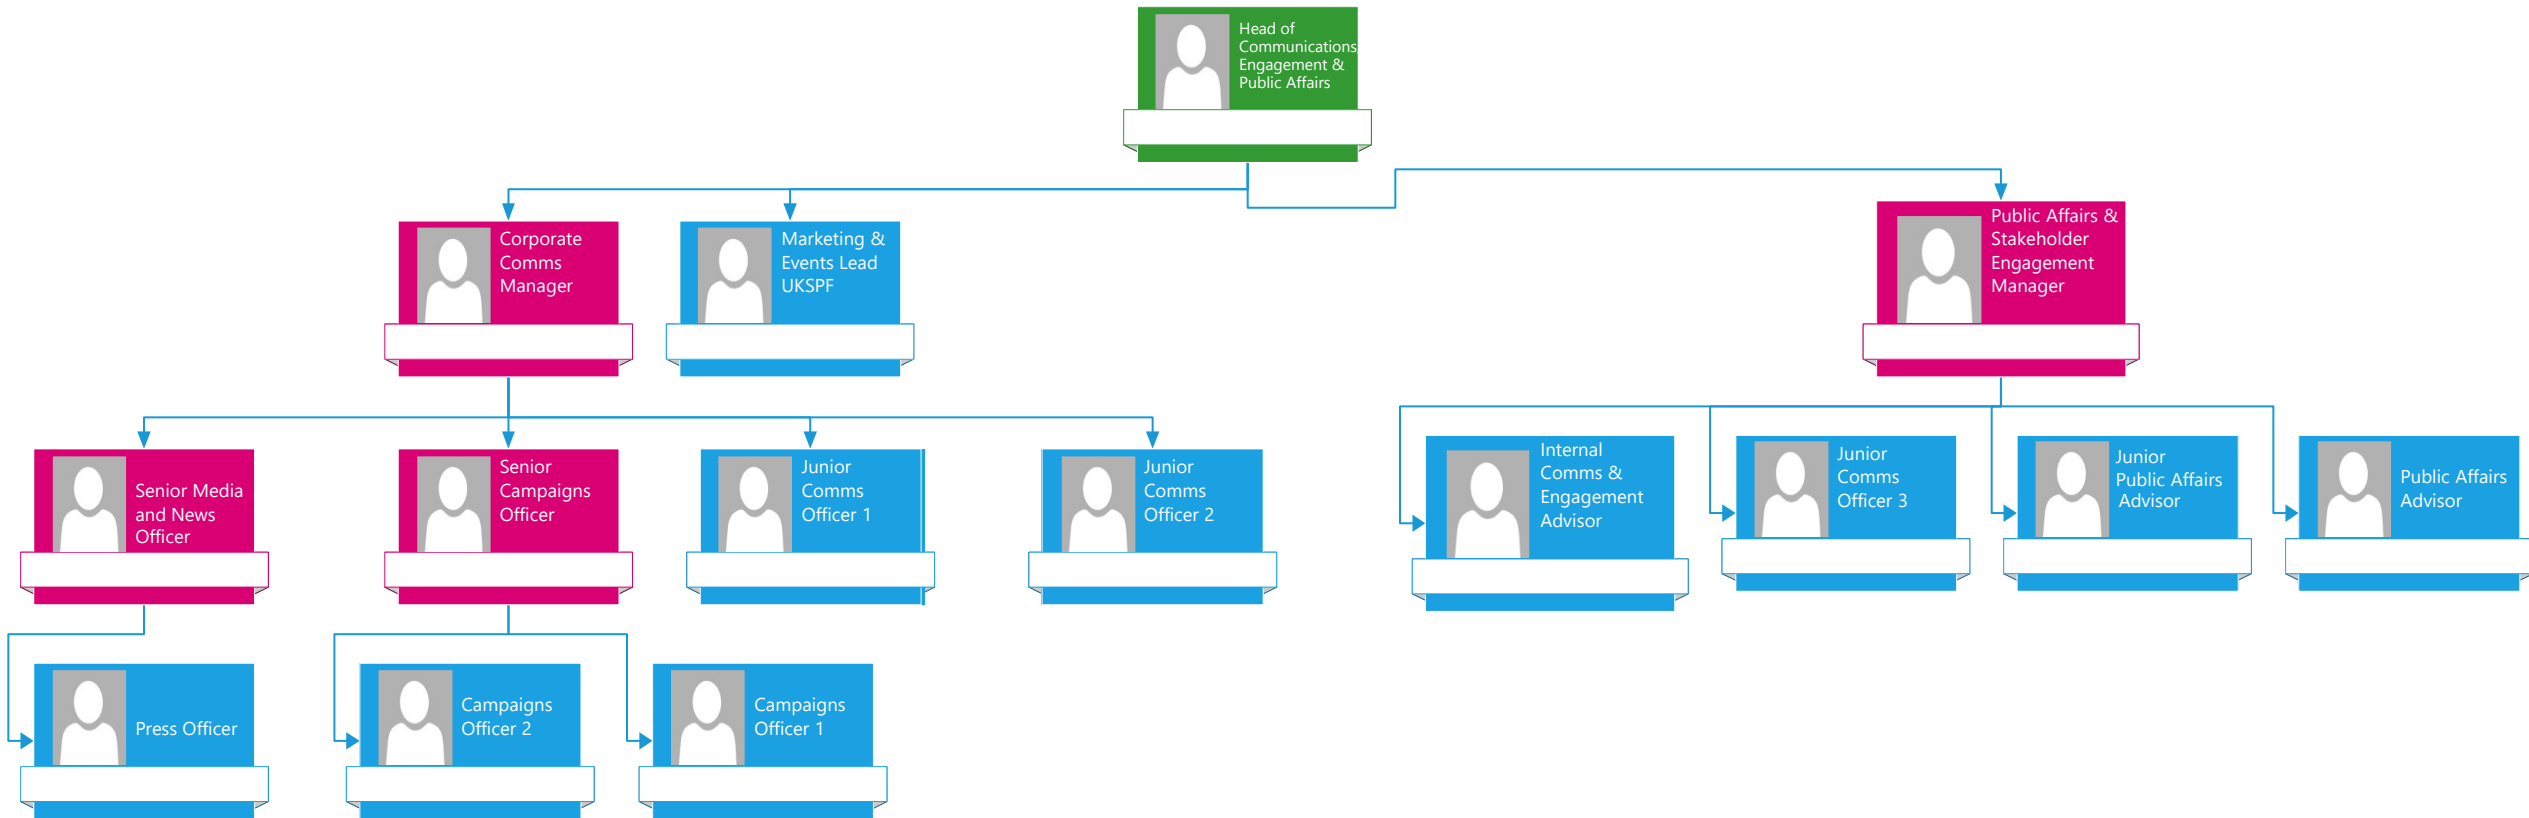 Head of
Communications,
Engagement &
Public Affairs
Corporate
Comms
Manager
Marketing &
Events Lead
UKSPF
Public Affairs &
Stakeholder
Engagement
Manager
Senior Media
and News
Officer
Senior
Campaigns
Officer
Junior
Comms
Officer 1
Junior
Comms
Officer 2
Internal
Comms &
Engagement
Advisor
Junior
Comms
Officer 3
Junior
Public Affairs
Advisor
Public Affairs
Advisor
Press Officer
Campaigns
Officer 2
Campaigns
Officer 1